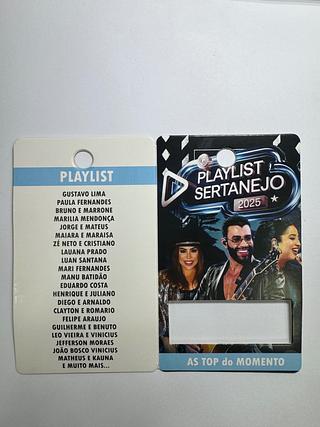 PLAYLIST
GUSTAVO LIMA
PAULA FERNANDES
BRUNO E MARRONE
MARILIA MENDONÇA
JORGE E MATEUS
MAIARA E MARAISA
ZÉ NETO E CRISTIANO
LAUANA PRADO
LUAN SANTANA
MARI FERNANDES
MANU BATIDÃO
EDUARDO COSTA
HENRIQUE E JULIANO
DIEGO E ARNALDO
CLAYTON E ROMARIO
FELIPE ARAUJO
GUILHERME E BENUTO
LEO VIEIRA E VINICIUS
JEFFERSON MORAES
JOÃO BOSCO VINICIUS
MATHEUS E KAUNA
E MUITO MAIS...
PLAYLIST
SERTANEJO
2025
AS TOP do MOMENTO